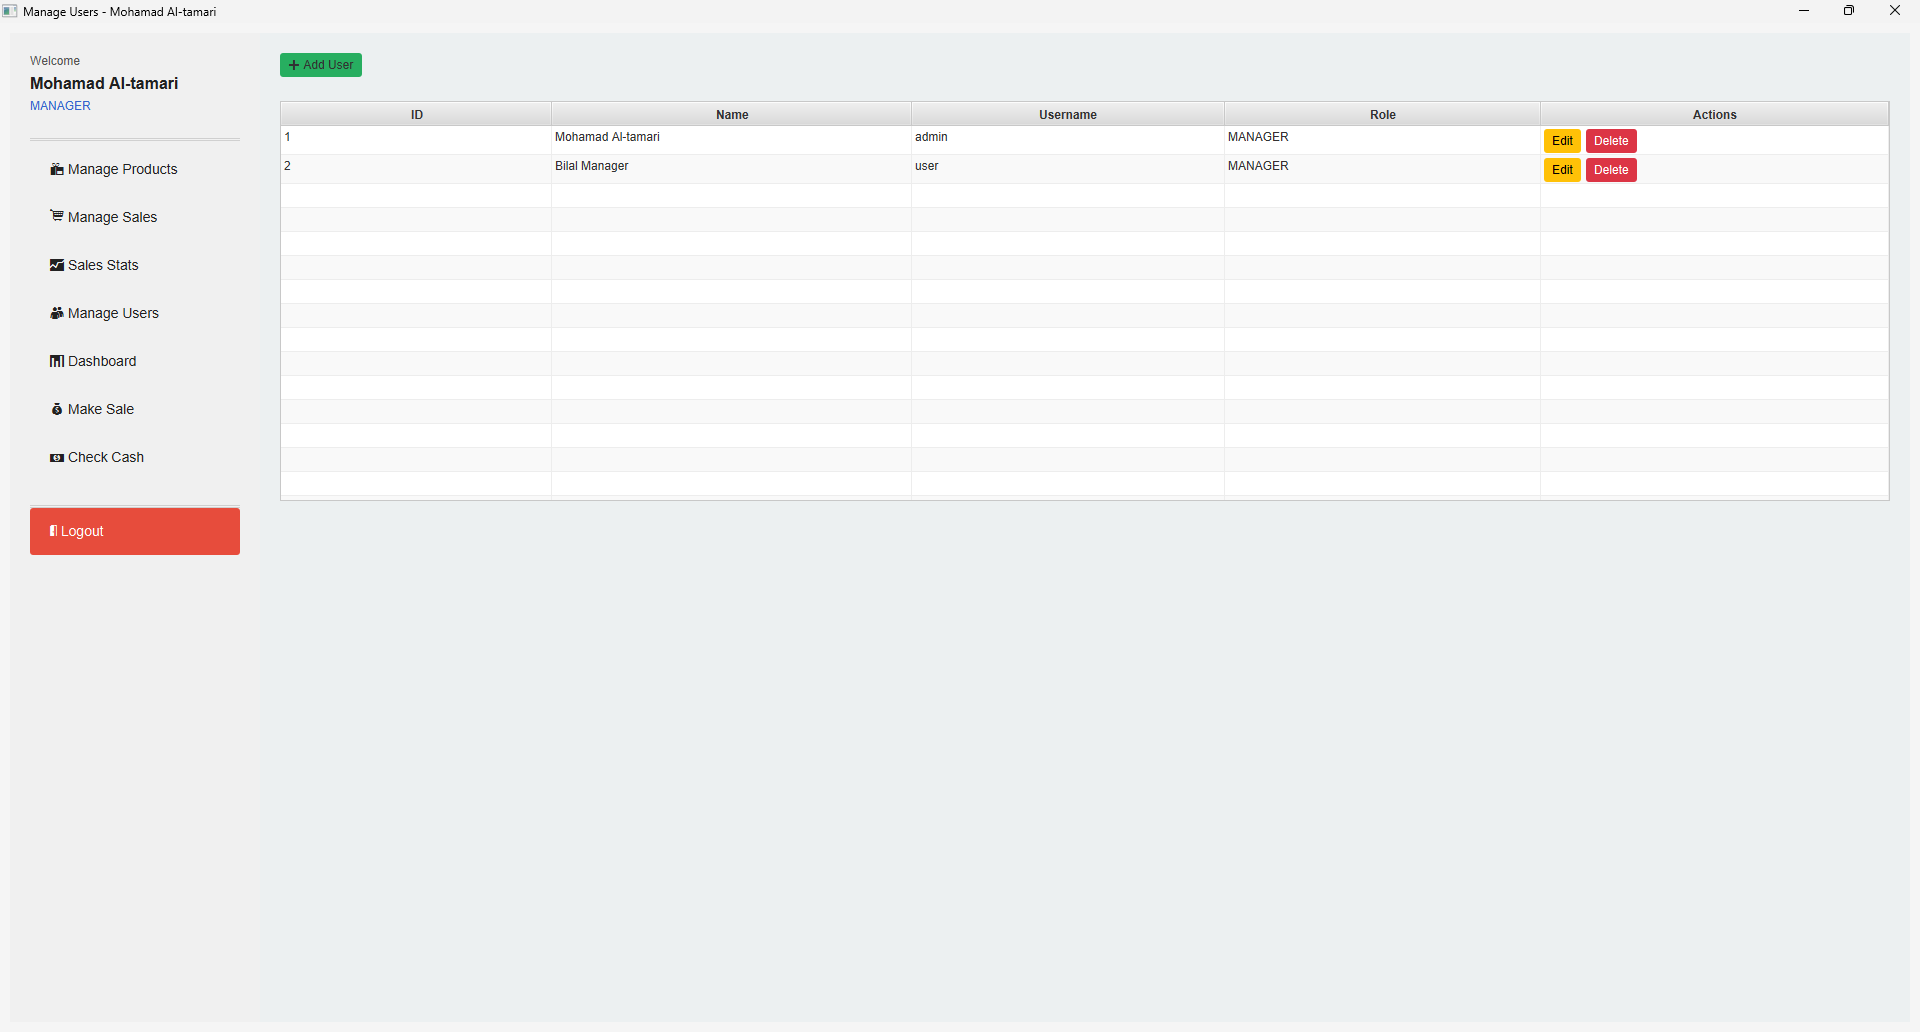 Manage Users - Mohamad Al-tamari
Welcome
Mohamad Al-tamari
MANAGER
Manage Products
Manage Sales
Sales Stats
Manage Users
Dashboard
Make Sale
Check Cash
Logout
+ Add User
ID Name Username Role Actions
1 Mohamad Al-tamari admin MANAGER Edit Delete
2 Bilal Manager user MANAGER Edit Delete